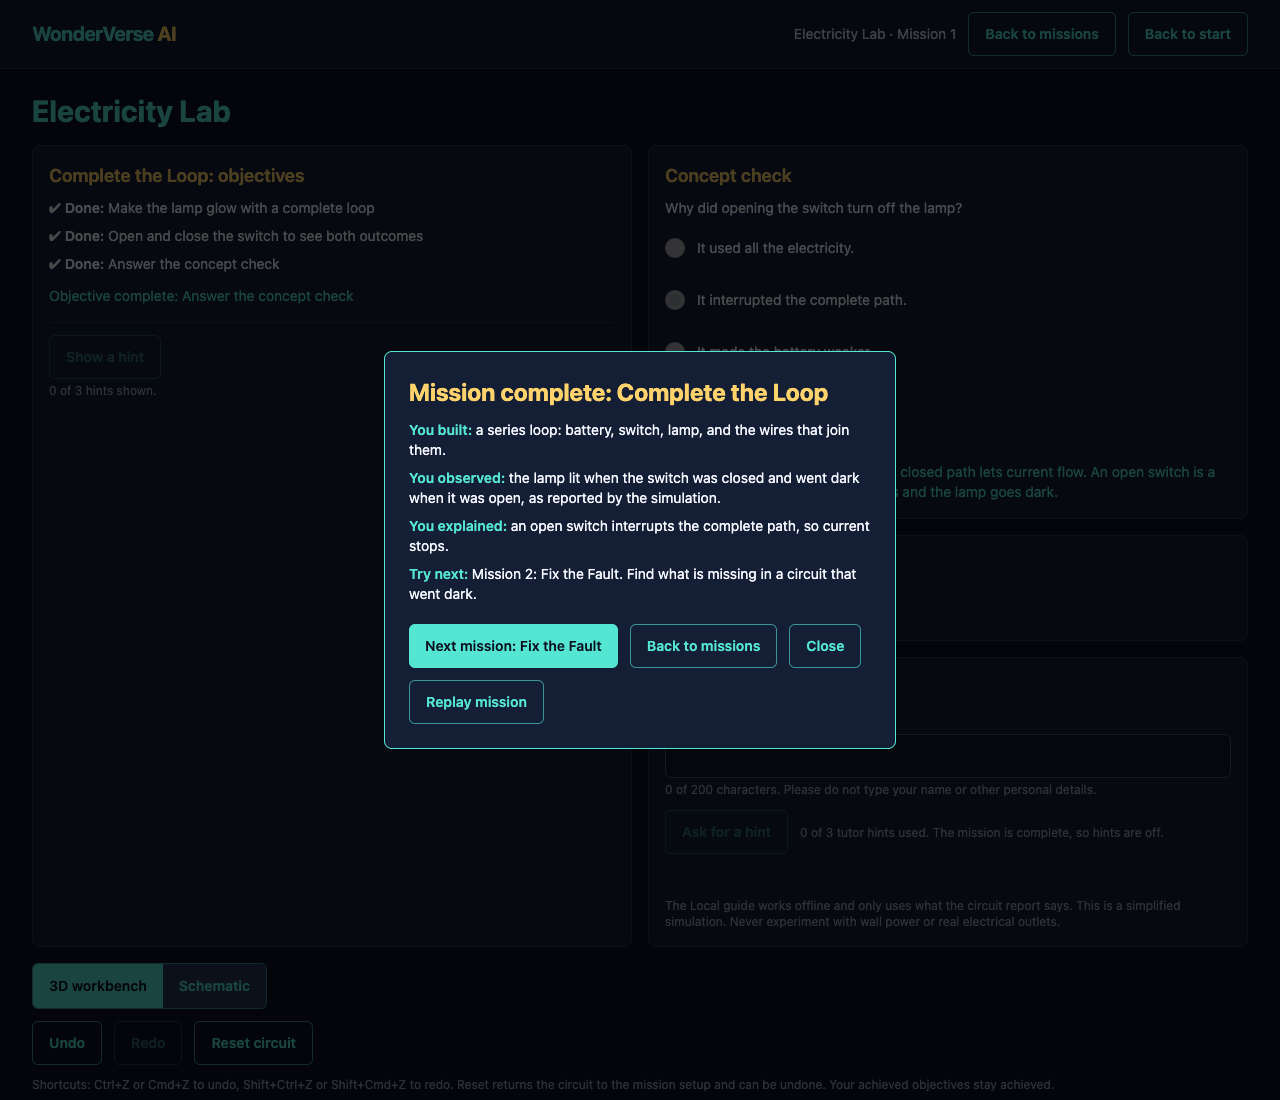 WonderVerse AI
Electricity Lab · Mission 1
Back to missions
Back to start
Electricity Lab
Complete the Loop: objectives
✔ Done: Make the lamp glow with a complete loop
✔ Done: Open and close the switch to see both outcomes
✔ Done: Answer the concept check
Objective complete: Answer the concept check
Show a hint
0 of 3 hints shown.
Concept check
Why did opening the switch turn off the lamp?
It used all the electricity.
It interrupted the complete path.
It made the battery weaker.
closed path lets current flow. An open switch is a
and the lamp goes dark.
Mission complete: Complete the Loop
You built: a series loop: battery, switch, lamp, and the wires that join
them.
You observed: the lamp lit when the switch was closed and went dark
when it was open, as reported by the simulation.
You explained: an open switch interrupts the complete path, so current
stops.
Try next: Mission 2: Fix the Fault. Find what is missing in a circuit that
went dark.
Next mission: Fix the Fault
Back to missions
Close
Replay mission
0 of 200 characters. Please do not type your name or other personal details.
Ask for a hint
0 of 3 tutor hints used. The mission is complete, so hints are off.
The Local guide works offline and only uses what the circuit report says. This is a simplified
simulation. Never experiment with wall power or real electrical outlets.
3D workbench
Schematic
Undo
Redo
Reset circuit
Shortcuts: Ctrl+Z or Cmd+Z to undo, Shift+Ctrl+Z or Shift+Cmd+Z to redo. Reset returns the circuit to the mission setup and can be undone. Your achieved objectives stay achieved.